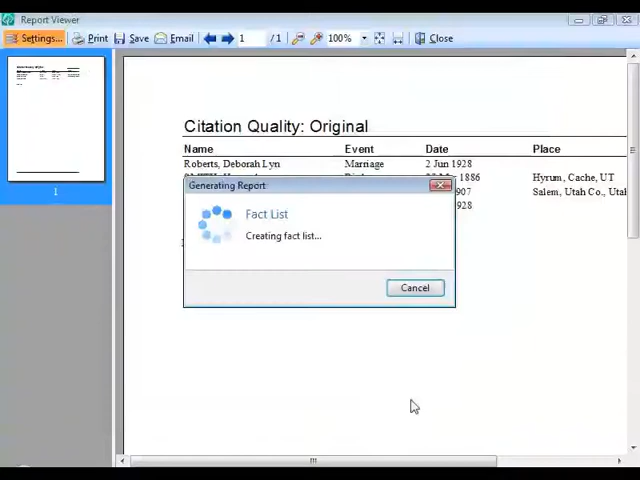 Report Viewer
Settings... Print Save Email 1 / 1 100% Close
Citation Quality: Original
Name Event Date Place
Roberts, Deborah Lyn Marriage 2 Jun 1928
1886 Hyrum, Cache, UT
Generating Report
907 Salem, Utah Co., Utah
Fact List
928
Creating fact list...
Cancel
1